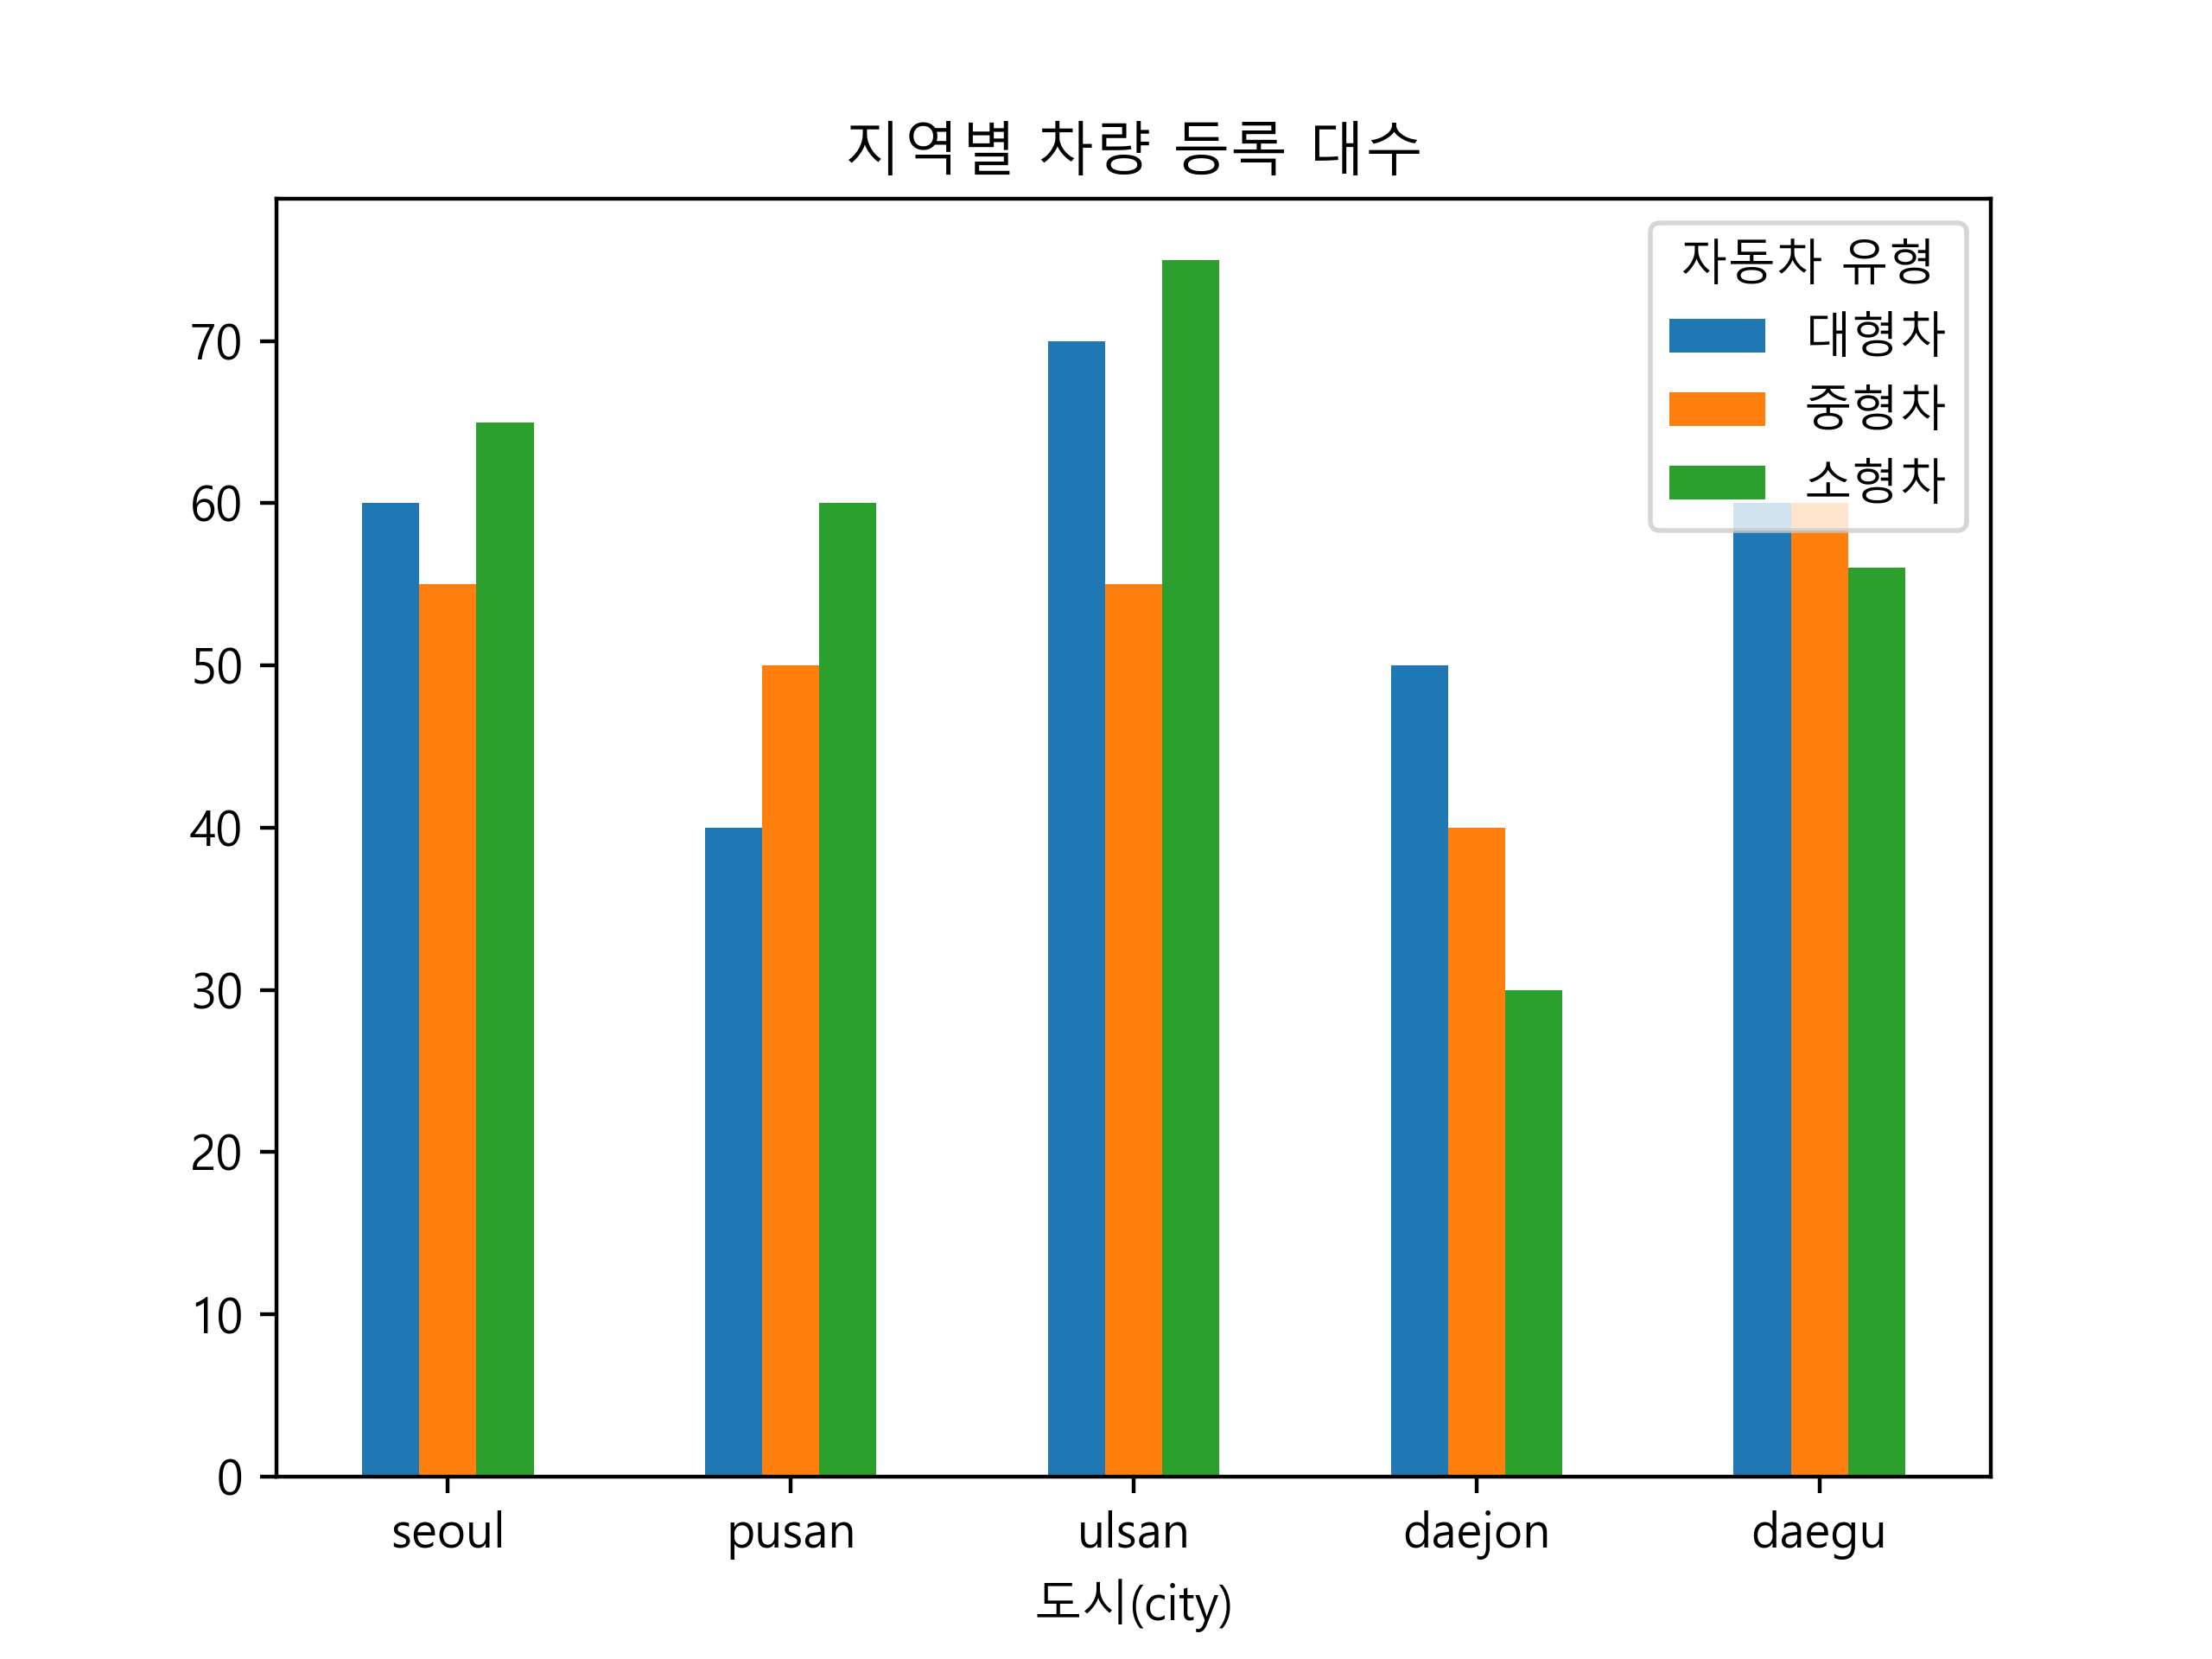 지역별 차량 등록 대수
자동차 유형
대형차
중형차
소형차
70
60
50
40
30
20
10
0
seoul pusan ulsan daejon daegu
도시(city)